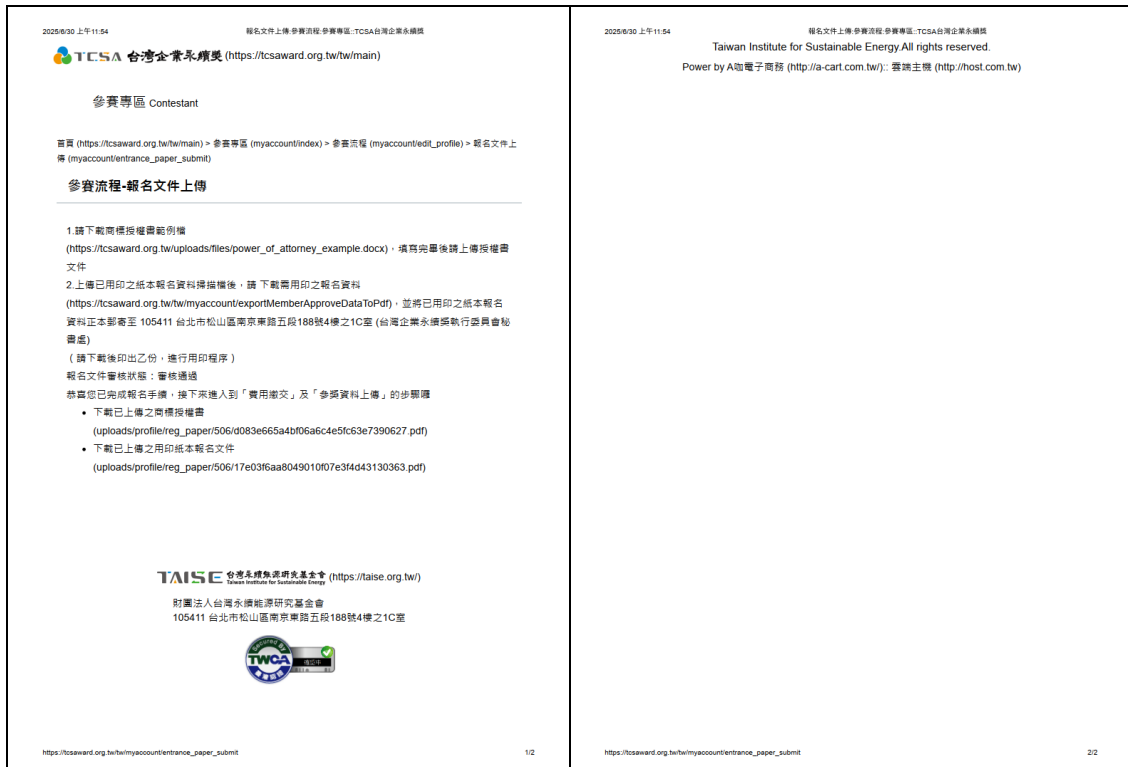 2025/6/30 上午11:54
報名文件上傳:參賽流程:參賽專區::TCSA台灣企業永續獎
TCSA 台灣企業永續獎 (https://tcsaward.org.tw/tw/main)
參賽專區 Contestant
首頁 (https://tcsaward.org.tw/tw/main) > 參賽專區 (myaccount/index) > 參賽流程 (myaccount/edit_profile) > 報名文件上
傳 (myaccount/entrance_paper_submit)
參賽流程-報名文件上傳
1.請下載商標授權書範例檔
(https://tcsaward.org.tw/uploads/files/power_of_attorney_example.docx)，填寫完畢後請上傳授權書
文件
2.上傳已用印之紙本報名資料掃描檔後，請 下載需用印之報名資料
(https://tcsaward.org.tw/tw/myaccount/exportMemberApproveDataToPdf)，並將已用印之紙本報名
資料正本郵寄至 105411 台北市松山區南京東路五段188號4樓之1C室 (台灣企業永續獎執行委員會秘
書處)
（請下載後印出乙份，進行用印程序）
報名文件審核狀態：審核通過
恭喜您已完成報名手續，接下來進入到「費用繳交」及「參獎資料上傳」的步驟囉
• 下載已上傳之商標授權書
(uploads/profile/reg_paper/506/d083e665a4bf06a6c4e5fc63e7390627.pdf)
• 下載已上傳之用印紙本報名文件
(uploads/profile/reg_paper/506/17e03f6aa8049010f07e3f4d43130363.pdf)
TAISE 台灣永續能源研究基金會 (https://taise.org.tw/)
Taiwan Institute for Sustainable Energy
財團法人台灣永續能源研究基金會
105411 台北市松山區南京東路五段188號4樓之1C室
Secured BY
TWCA
https://tcsaward.org.tw/tw/myaccount/entrance_paper_submit
1/2
2025/6/30 上午11:54
報名文件上傳:參賽流程:參賽專區::TCSA台灣企業永續獎
Taiwan Institute for Sustainable Energy.All rights reserved.
Power by A咖電子商務 (http://a-cart.com.tw/):: 雲端主機 (http://host.com.tw)
https://tcsaward.org.tw/tw/myaccount/entrance_paper_submit
2/2